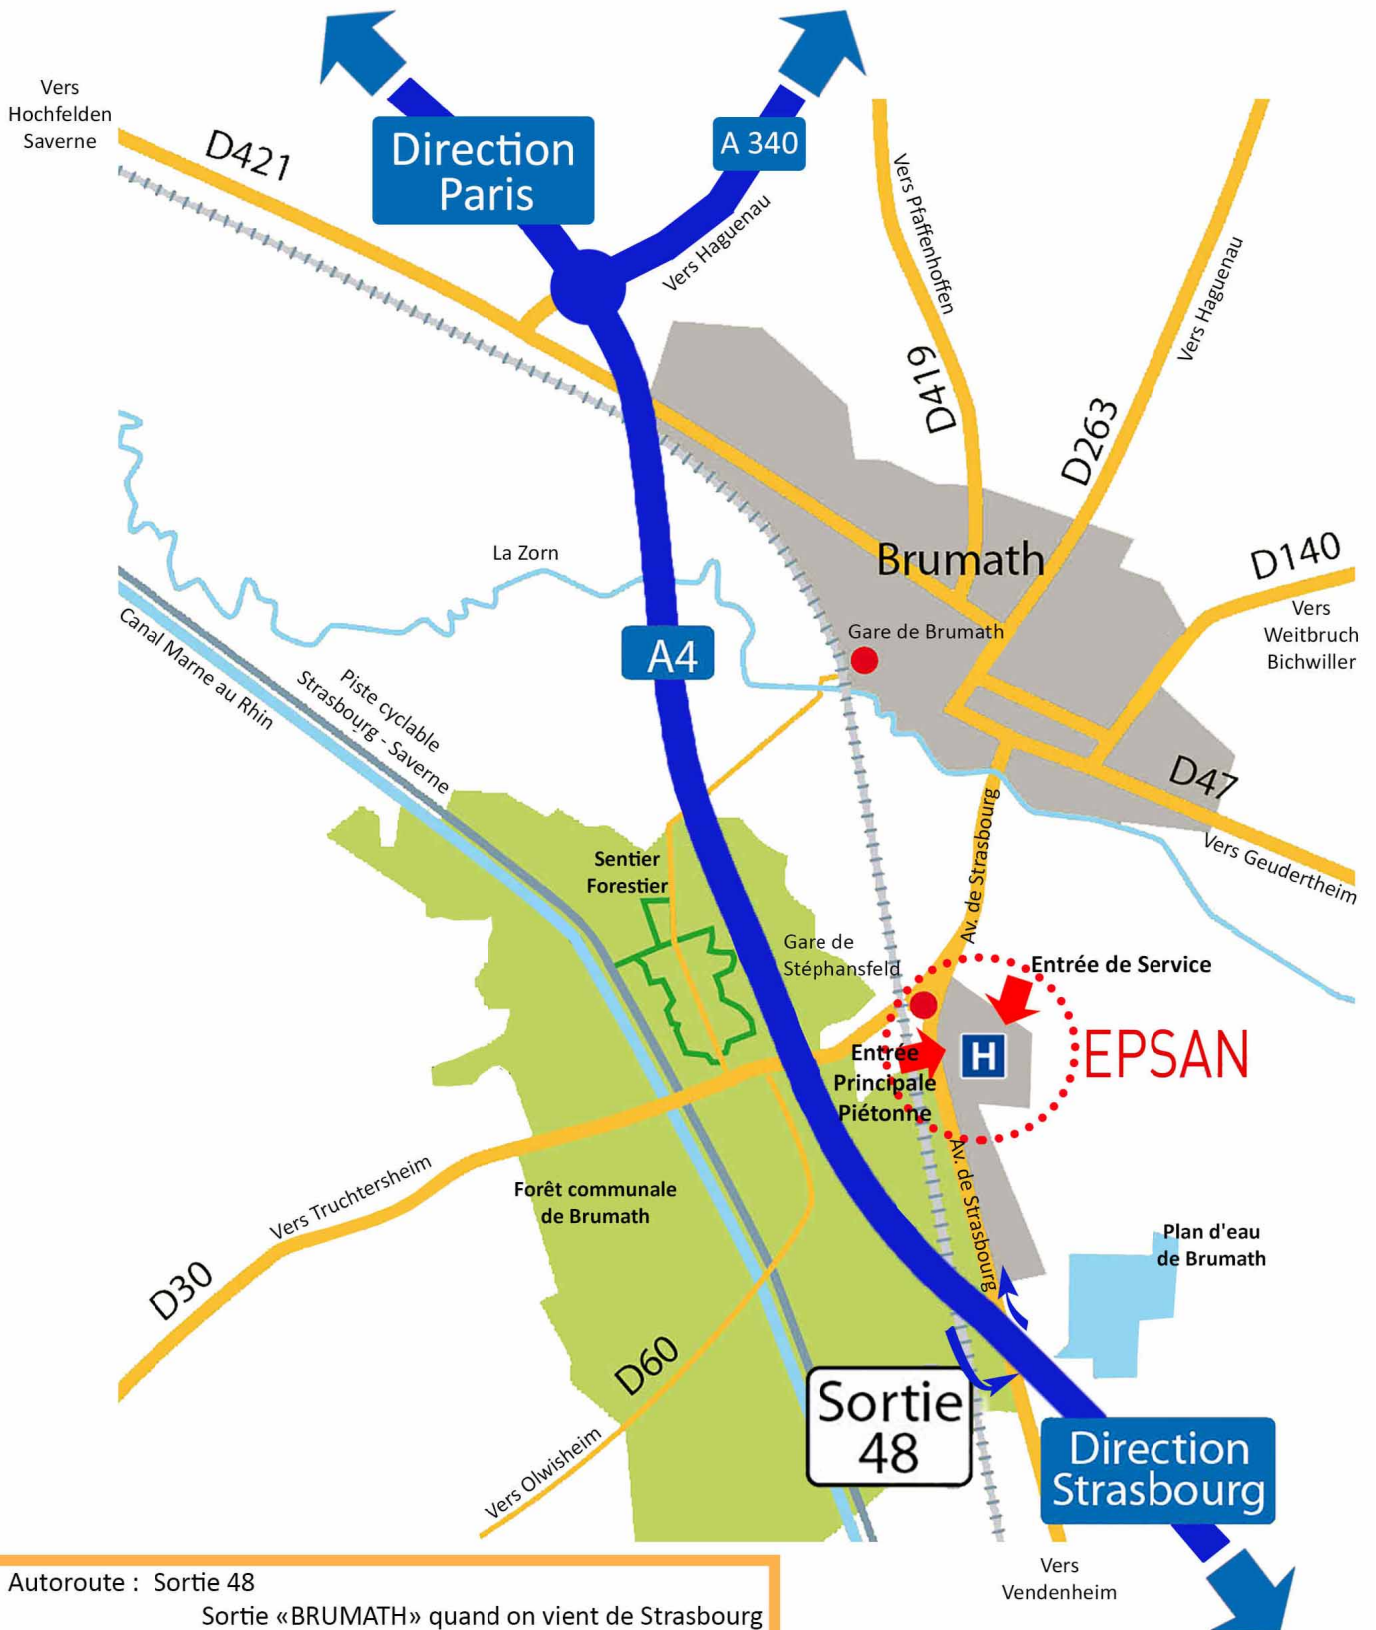 Vers
Hochfelden
Saverne
D421
Direction
Paris
A 340
Vers Haguenau
Vers Pfaffenhoffen
D419
Vers Haguenau
D263
Brumath
D140
Vers
Weitbruch
Bichwiller
La Zorn
Gare de Brumath
A4
Canal Marne au Rhin
Piste cyclable
Strasbourg - Saverne
D47
Vers Geudertheim
Av. de Strasbourg
Sentier
Forestier
Gare de
Stéphansfeld
Entrée de Service
EPSAN
H
Entrée
Principale
Piétonne
Av. de Strasbourg
Vers Truchtersheim
D30
Forêt communale
de Brumath
Plan d'eau
de Brumath
D60
Vers Olwisheim
Sortie
48
Direction
Strasbourg
Vers
Vendenheim
Autoroute : Sortie 48
Sortie «BRUMATH» quand on vient de Strasbourg